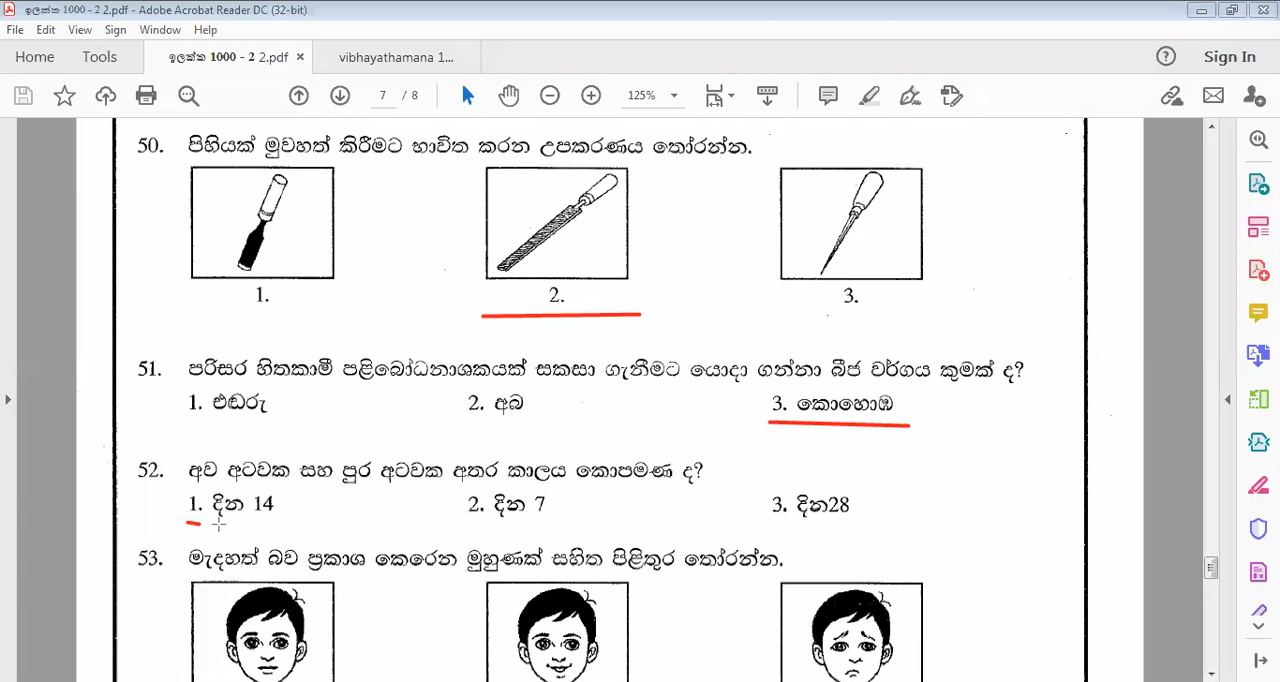 ඉලක්ක 1000 - 2 2.pdf - Adobe Acrobat Reader DC (32-bit)
File Edit View Sign Window Help
Home Tools ඉලක්ක 1000 - 2 2.pdf × vibhayathamana 1... Sign In
7 / 8 125%
50. පිහියක් මුවහත් කිරීමට භාවිත කරන උපකරණය තෝරන්න.
1. 2. 3.
51. පරිසර හිතකාමී පළිබෝධනාශකයක් සකසා ගැනීමට යොදා ගන්නා බීජ වර්ගය කුමක් ද?
1. එඬරු 2. අබ 3. කොහොඹ
52. අව අටවක සහ පුර අටවක අතර කාලය කොපමණ ද?
1. දින 14 2. දින 7 3. දින28
53. මැදහත් බව ප්‍රකාශ කෙරෙන මුහුණක් සහිත පිළිතුර තෝරන්න.